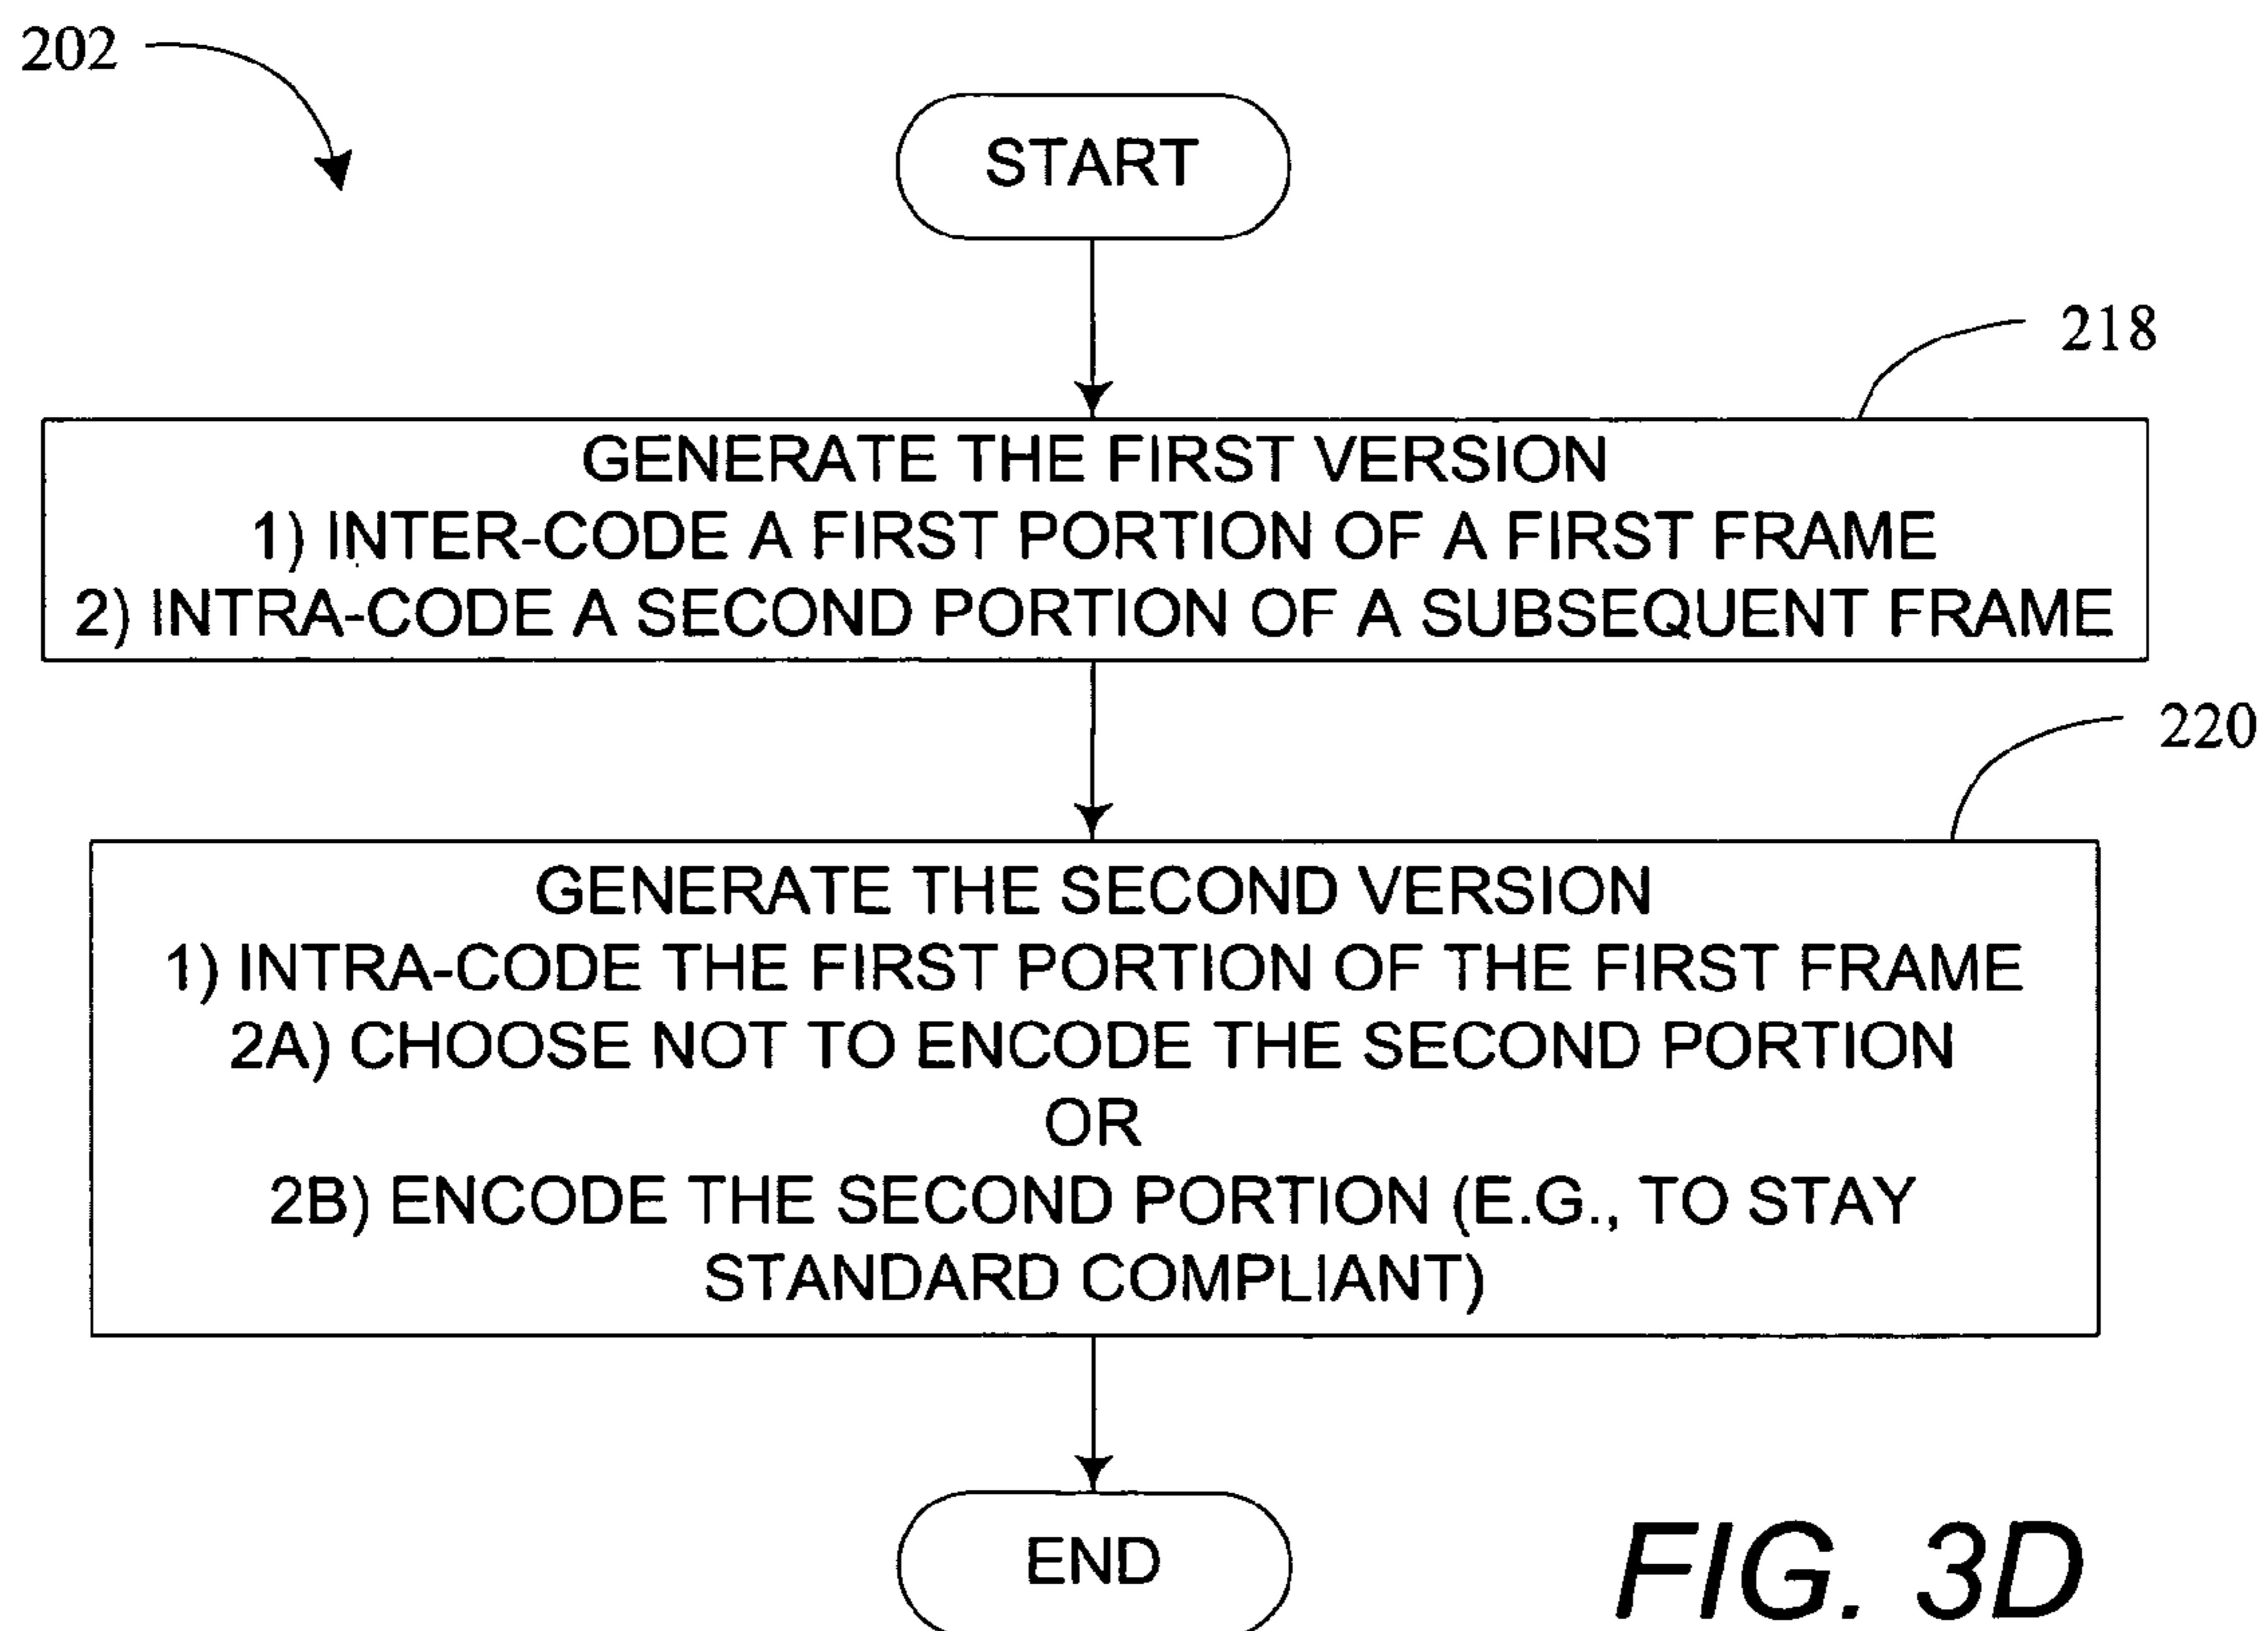 202
START
218
GENERATE THE FIRST VERSION
1) INTER-CODE A FIRST PORTION OF A FIRST FRAME
2) INTRA-CODE A SECOND PORTION OF A SUBSEQUENT FRAME
220
GENERATE THE SECOND VERSION
1) INTRA-CODE THE FIRST PORTION OF THE FIRST FRAME
2A) CHOOSE NOT TO ENCODE THE SECOND PORTION
OR
2B) ENCODE THE SECOND PORTION (E.G., TO STAY
STANDARD COMPLIANT)
END
FIG. 3D